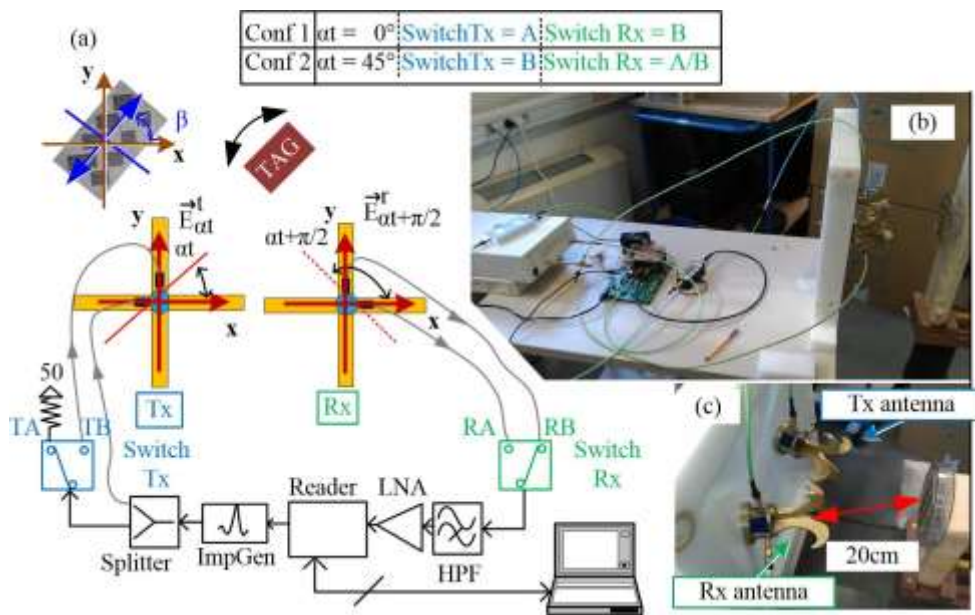 Conf 1 αt = 0° SwitchTx = A Switch Rx = B
Conf 2 αt = 45° SwitchTx = B Switch Rx = A/B
(a)
y
β
x
TAG
(b)
y
E t αt
αt
x
y
E r αt+π/2
αt+π/2
x
50
Tx
Rx
TA
TB
Switch
Tx
RA
RB
Switch
Rx
Reader
LNA
Splitter
ImpGen
HPF
(c)
Tx antenna
20cm
Rx antenna